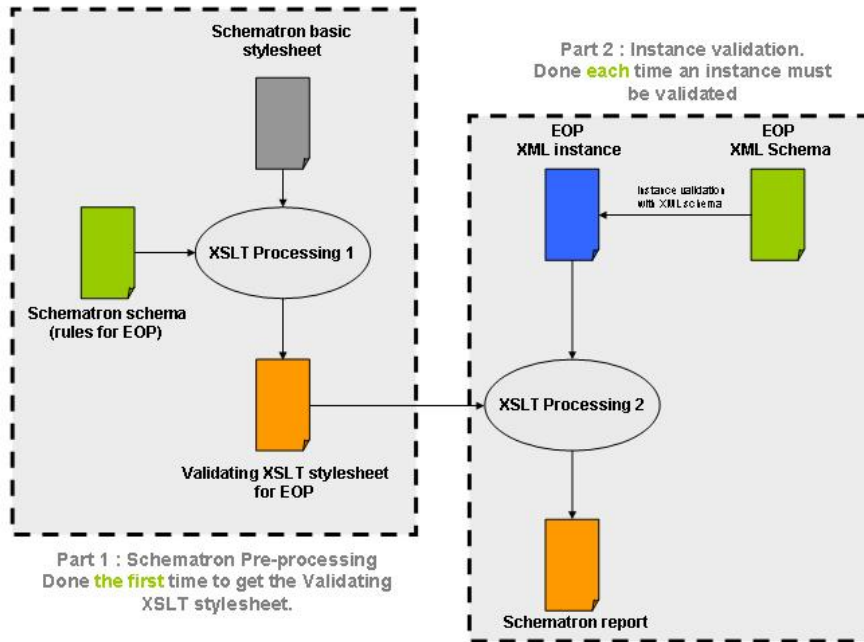 Schematron basic
stylesheet
Part 2 : Instance validation.
Done each time an instance must
be validated
EOP
XML instance
EOP
XML Schema
Instance validation
with XML schema
XSLT Processing 1
Schematron schema
(rules for EOP)
XSLT Processing 2
Validating XSLT stylesheet
for EOP
Part 1 : Schematron Pre-processing
Done the first time to get the Validating
XSLT stylesheet.
Schematron report